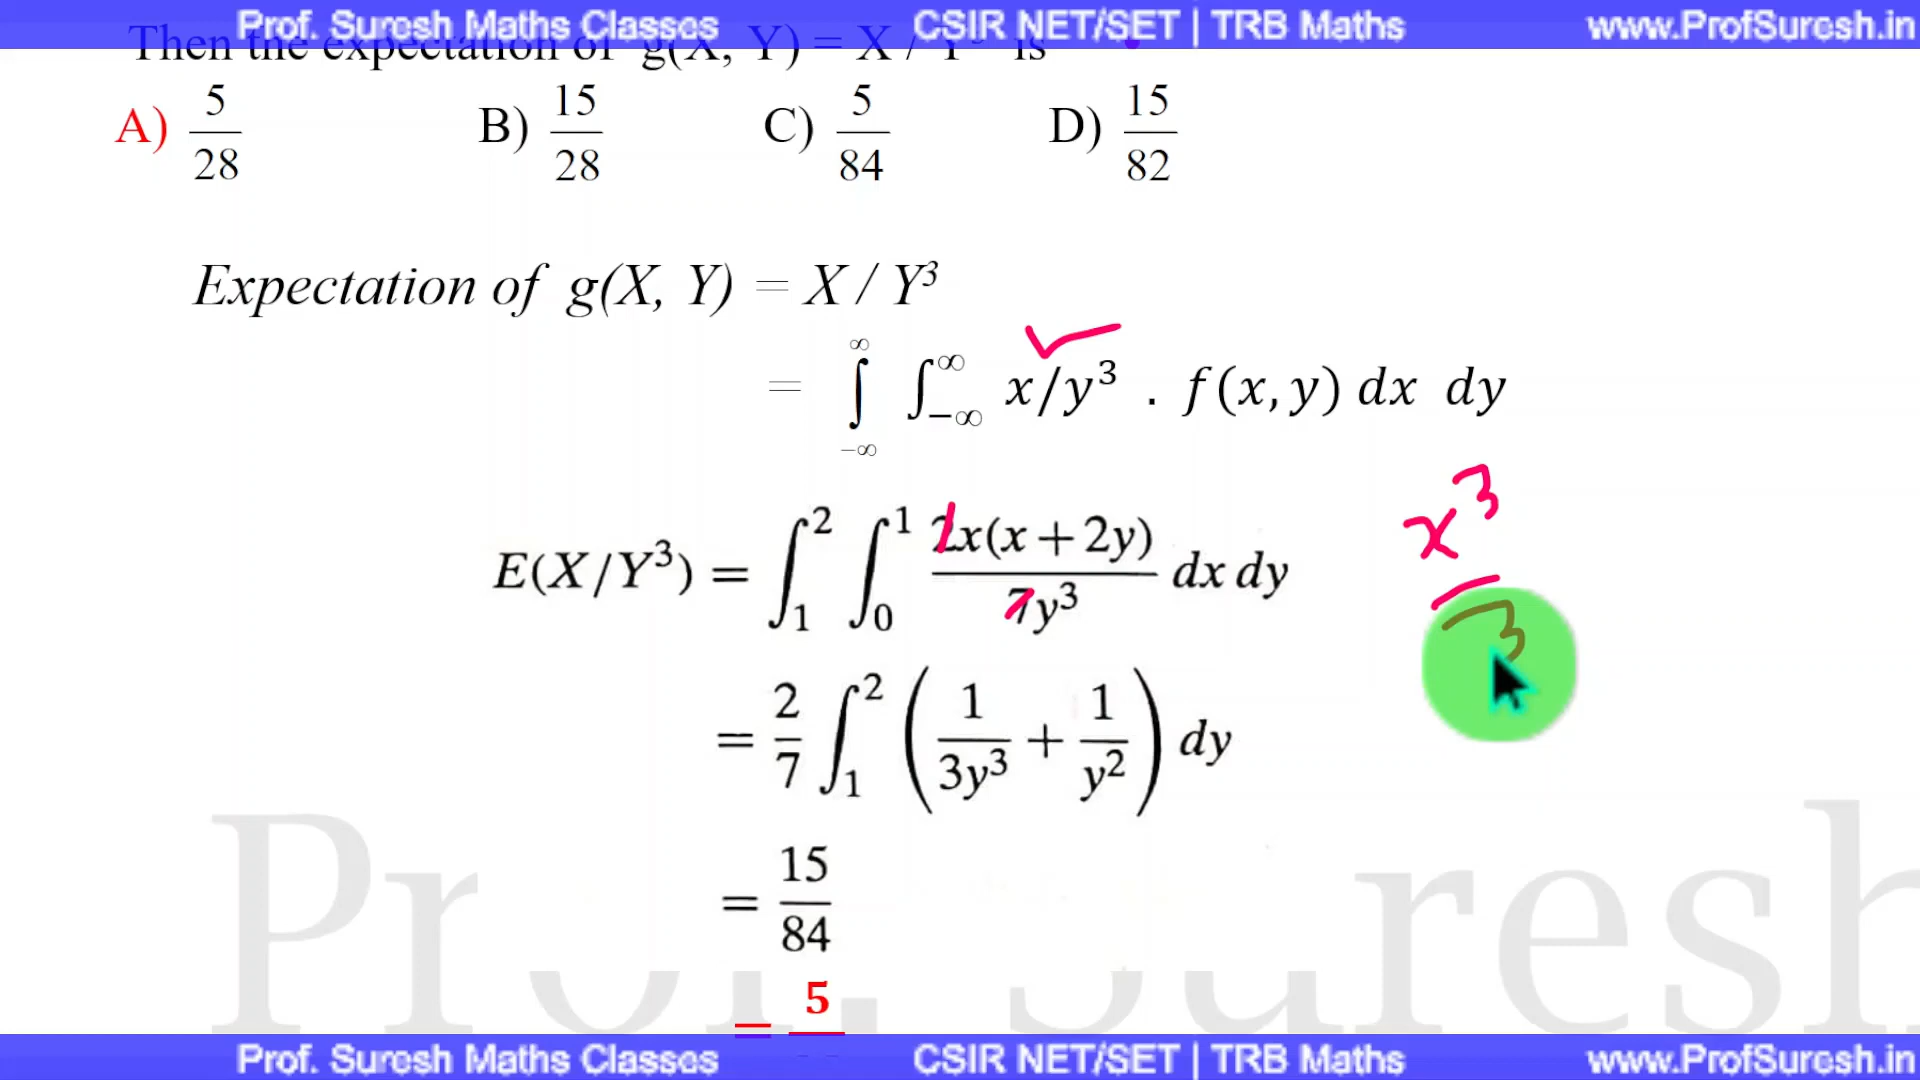 Prof. Suresh Maths Classes CSIR NET/SET | TRB Maths www.ProfSuresh.in
Then the expectation of g(X, Y) = X / Y³ is
A) 5/28 B) 15/28 C) 5/84 D) 15/82
Expectation of g(X, Y) = X / Y³
= ∫_{-∞}^{∞} ∫_{-∞}^{∞} x/y³ . f(x, y) dx dy
x³/3
E(X/Y³) = ∫_1^2 ∫_0^1 2x(x + 2y)/7y³ dx dy
= 2/7 ∫_1^2 (1/3y³ + 1/y²) dy
= 15/84
= 5
Prof. Suresh
Prof. Suresh Maths Classes CSIR NET/SET | TRB Maths www.ProfSuresh.in